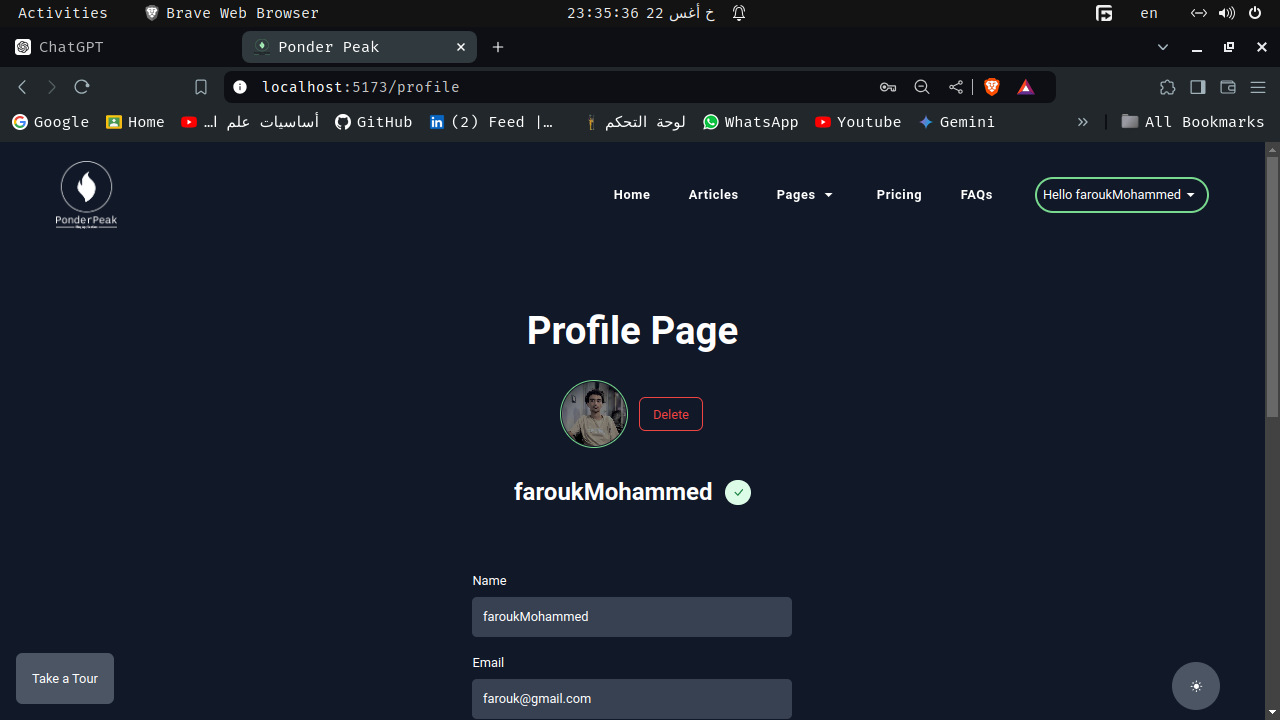 Activities Brave Web Browser 23:35:36 22 خ أغس en
ChatGPT Ponder Peak
localhost:5173/profile
Google Home أساسيات علم ا... GitHub (2) Feed |... لوحة التحكم WhatsApp Youtube Gemini » All Bookmarks
PonderPeak
Home Articles Pages Pricing FAQs Hello faroukMohammed
Profile Page
Delete
faroukMohammed
Name
faroukMohammed
Email
farouk@gmail.com
Take a Tour